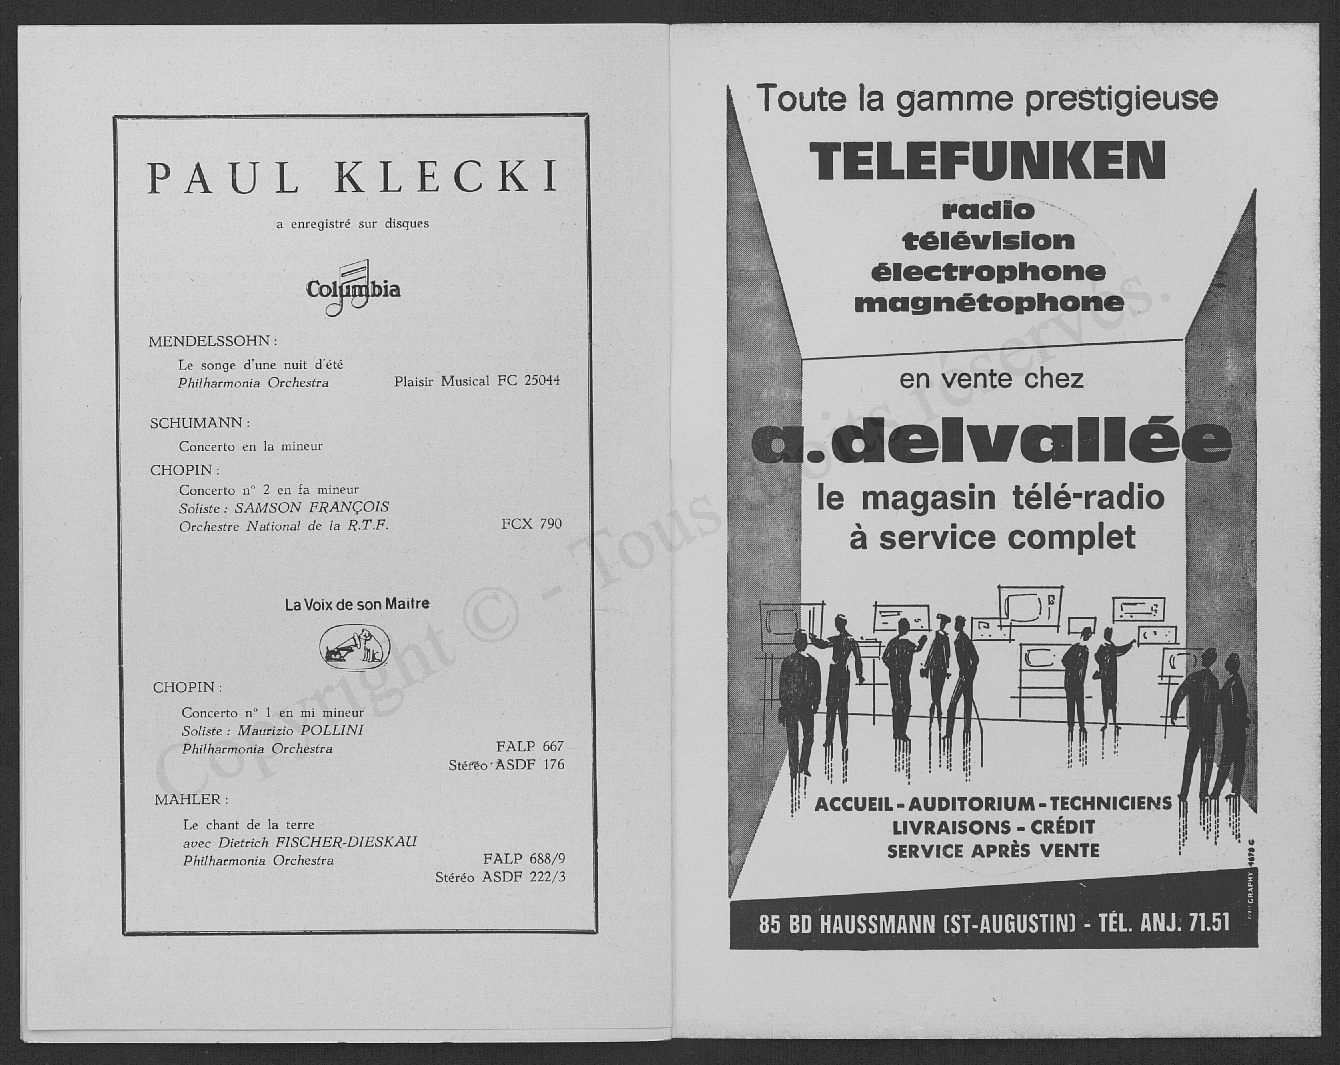 PAUL KLECKI
a enregistré sur disques
Columbia
MENDELSSOHN :
Le songe d'une nuit d'été
Philharmonia Orchestra Plaisir Musical FC 25044
SCHUMANN :
Concerto en la mineur
CHOPIN :
Concerto n° 2 en fa mineur
Soliste : SAMSON FRANÇOIS
Orchestre National de la R.T.F. FCX 790
La Voix de son Maitre
CHOPIN :
Concerto n° 1 en mi mineur
Soliste : Maurizio POLLINI
Philharmonia Orchestra FALP 667
Stéréo ASDF 176
MAHLER :
Le chant de la terre
avec Dietrich FISCHER-DIESKAU
Philharmonia Orchestra FALP 688/9
Stéréo ASDF 222/3
Toute la gamme prestigieuse
TELEFUNKEN
radio
télévision
électrophone
magnétophone
en vente chez
a.delvallée
le magasin télé-radio
à service complet
ACCUEIL - AUDITORIUM - TECHNICIENS
LIVRAISONS - CRÉDIT
SERVICE APRÈS VENTE
85 BD HAUSSMANN (ST-AUGUSTIN) - TÉL. ANJ. 71.51
Copyright © - Tous droits réservés.